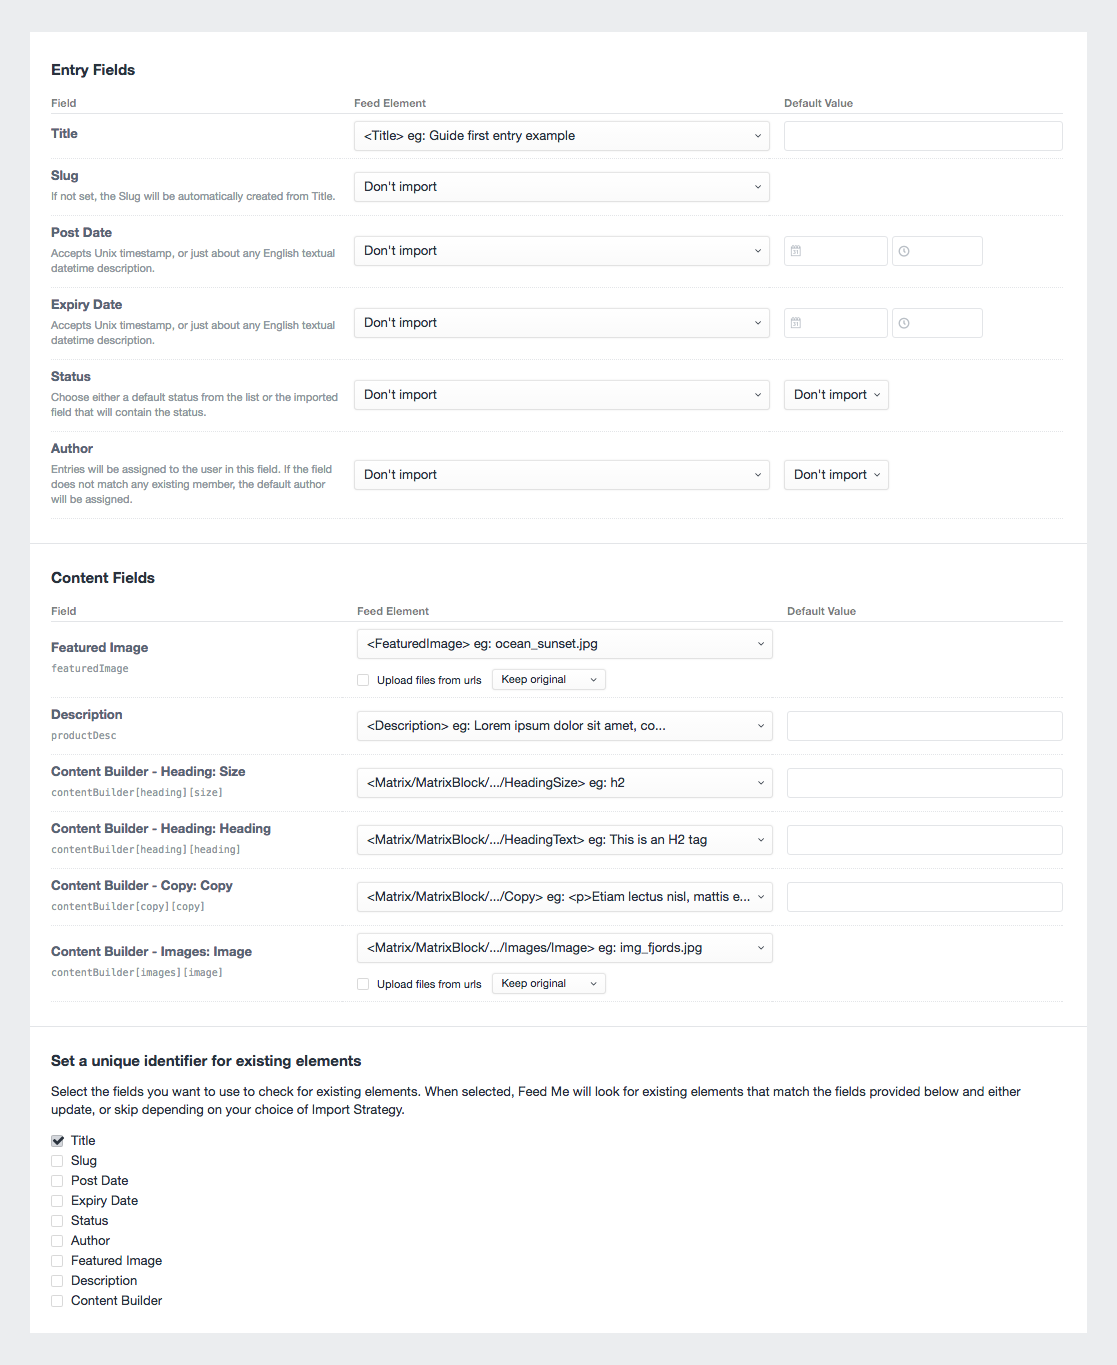 Entry Fields
Field Feed Element Default Value
Title <Title> eg: Guide first entry example
Slug
If not set, the Slug will be automatically created from Title.
Don't import
Post Date
Accepts Unix timestamp, or just about any English textual
datetime description.
Don't import
31
Expiry Date
Accepts Unix timestamp, or just about any English textual
datetime description.
Don't import
31
Status
Choose either a default status from the list or the imported
field that will contain the status.
Don't import Don't import
Author
Entries will be assigned to the user in this field. If the field
does not match any existing member, the default author
will be assigned.
Don't import Don't import
Content Fields
Field Feed Element Default Value
Featured Image
featuredImage
<FeaturedImage> eg: ocean_sunset.jpg
Upload files from urls Keep original
Description
productDesc
<Description> eg: Lorem ipsum dolor sit amet, co...
Content Builder - Heading: Size
contentBuilder[heading][size]
<Matrix/MatrixBlock/.../HeadingSize> eg: h2
Content Builder - Heading: Heading
contentBuilder[heading][heading]
<Matrix/MatrixBlock/.../HeadingText> eg: This is an H2 tag
Content Builder - Copy: Copy
contentBuilder[copy][copy]
<Matrix/MatrixBlock/.../Copy> eg: <p>Etiam lectus nisl, mattis e...
Content Builder - Images: Image
contentBuilder[images][image]
<Matrix/MatrixBlock/.../Images/Image> eg: img_fjords.jpg
Upload files from urls Keep original
Set a unique identifier for existing elements
Select the fields you want to use to check for existing elements. When selected, Feed Me will look for existing elements that match the fields provided below and either
update, or skip depending on your choice of Import Strategy.
Title
Slug
Post Date
Expiry Date
Status
Author
Featured Image
Description
Content Builder